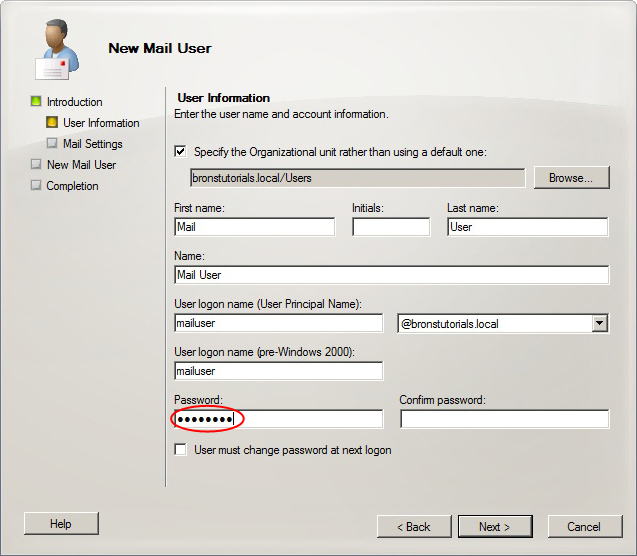 New Mail User
Introduction
User Information
Mail Settings
New Mail User
Completion
User Information
Enter the user name and account information.
Specify the Organizational unit rather than using a default one:
bronstutorials.local/Users
Browse...
First name: Initials: Last name:
Mail User
Name:
Mail User
User logon name (User Principal Name):
mailuser @bronstutorials.local
User logon name (pre-Windows 2000):
mailuser
Password: Confirm password:
●●●●●●●●
User must change password at next logon
Help < Back Next > Cancel